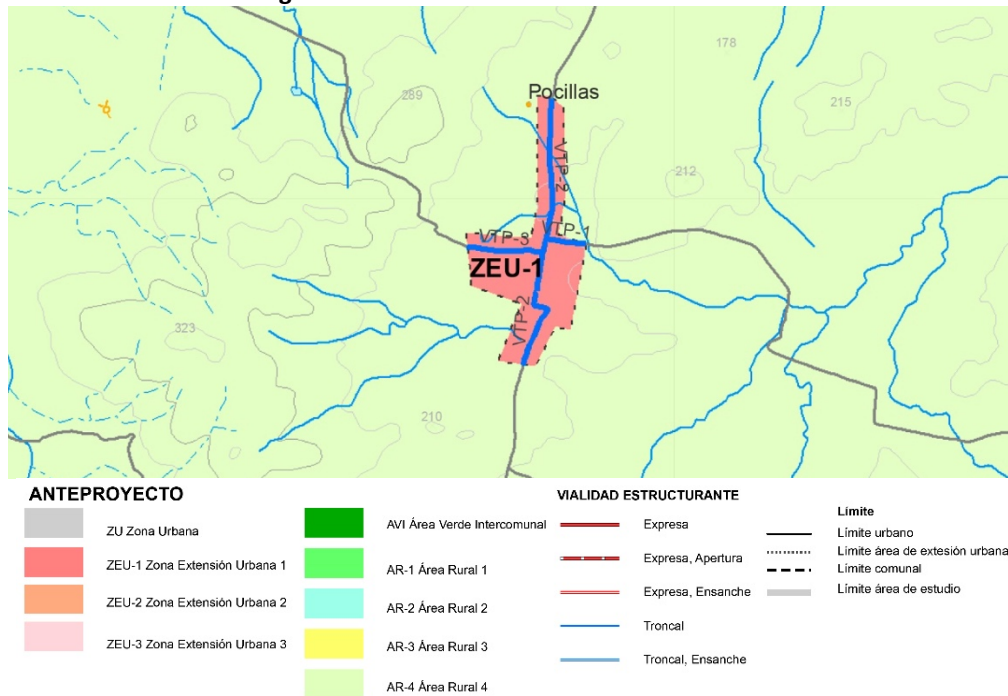 178
289
Pocillas
215
VTP-2
212
VTP-3
VTP-1
ZEU-1
VTP-2
323
210
ANTEPROYECTO
ZU Zona Urbana
ZEU-1 Zona Extensión Urbana 1
ZEU-2 Zona Extensión Urbana 2
ZEU-3 Zona Extensión Urbana 3
AVI Área Verde Intercomunal
AR-1 Área Rural 1
AR-2 Área Rural 2
AR-3 Área Rural 3
AR-4 Área Rural 4
VIALIDAD ESTRUCTURANTE
Expresa
Expresa, Apertura
Expresa, Ensanche
Troncal
Troncal, Ensanche
Límite
Límite urbano
Limite área de extesión urbana
Límite comunal
Límite área de estudio